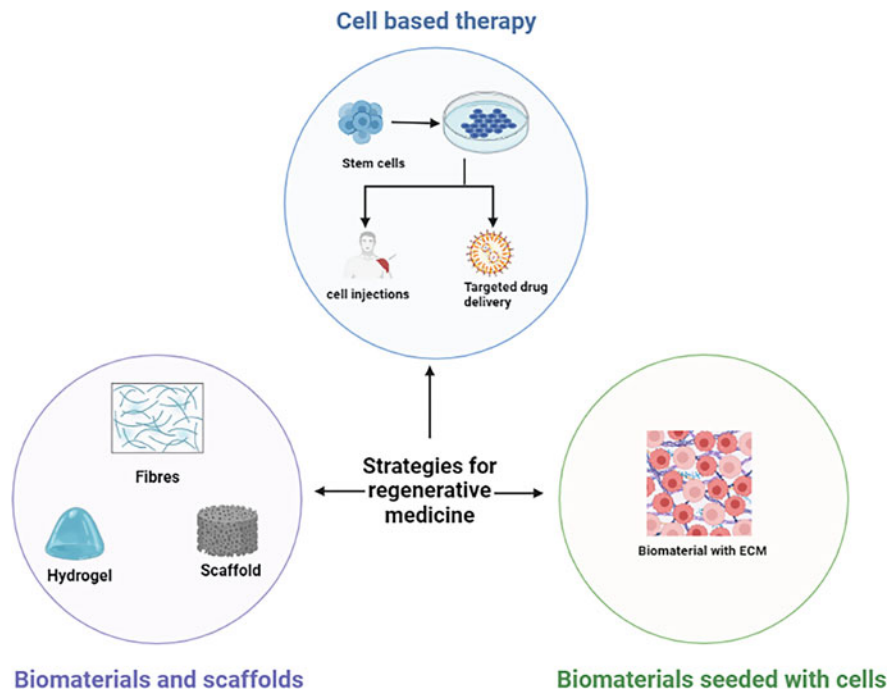 Cell based therapy
Stem cells
cell injections
Targeted drug
delivery
Fibres
Hydrogel
Scaffold
Strategies for
regenerative
medicine
Biomaterial with ECM
Biomaterials and scaffolds
Biomaterials seeded with cells